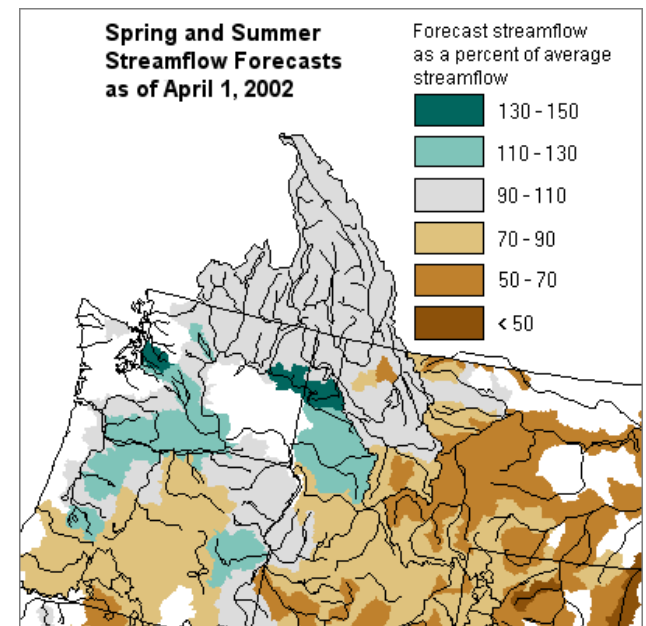 Spring and Summer
Streamflow Forecasts
as of April 1, 2002
Forecast streamflow
as a percent of average
streamflow
130 - 150
110 - 130
90 - 110
70 - 90
50 - 70
< 50